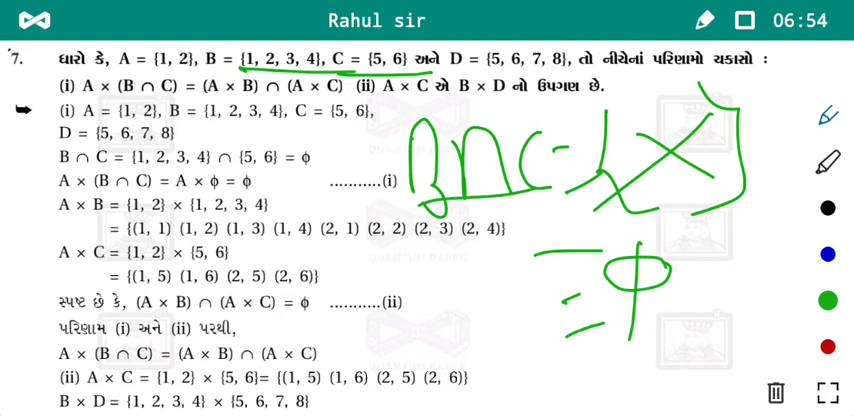 Rahul sir
06:54
7. ધારો કે, A = {1, 2}, B = {1, 2, 3, 4}, C = {5, 6} અને D = {5, 6, 7, 8}, તો નીચેનાં પરિણામો ચકાસો :
(i) A × (B ∩ C) = (A × B) ∩ (A × C) (ii) A × C એ B × D નો ઉપગણ છે.
➥ (i) A = {1, 2}, B = {1, 2, 3, 4}, C = {5, 6},
D = {5, 6, 7, 8}
B ∩ C = {1, 2, 3, 4} ∩ {5, 6} = ϕ
A × (B ∩ C) = A × ϕ = ϕ ...........(i)
A × B = {1, 2} × {1, 2, 3, 4}
= {(1, 1) (1, 2) (1, 3) (1, 4) (2, 1) (2, 2) (2, 3) (2, 4)}
A × C = {1, 2} × {5, 6}
= {(1, 5) (1, 6) (2, 5) (2, 6)}
સ્પષ્ટ છે કે, (A × B) ∩ (A × C) = ϕ ...........(ii)
પરિણામ (i) અને (ii) પરથી,
A × (B ∩ C) = (A × B) ∩ (A × C)
(ii) A × C = {1, 2} × {5, 6}= {(1, 5) (1, 6) (2, 5) (2, 6)}
B × D = {1, 2, 3, 4} × {5, 6, 7, 8}
B∩C = { }
= ϕ